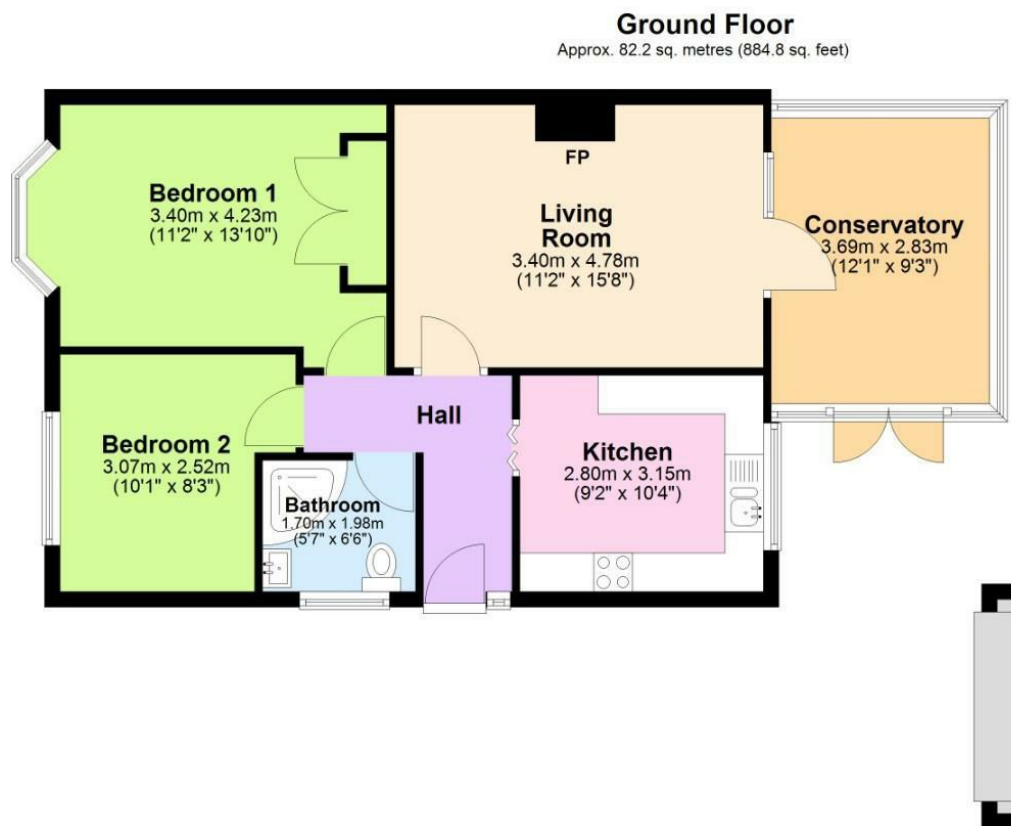 Ground Floor
Approx. 82.2 sq. metres (884.8 sq. feet)
Bedroom 1
3.40m x 4.23m
(11'2" x 13'10")
FP
Living
Room
3.40m x 4.78m
(11'2" x 15'8")
Conservatory
3.69m x 2.83m
(12'1" x 9'3")
Hall
Bedroom 2
3.07m x 2.52m
(10'1" x 8'3")
Kitchen
2.80m x 3.15m
(9'2" x 10'4")
Bathroom
1.70m x 1.98m
(5'7" x 6'6")